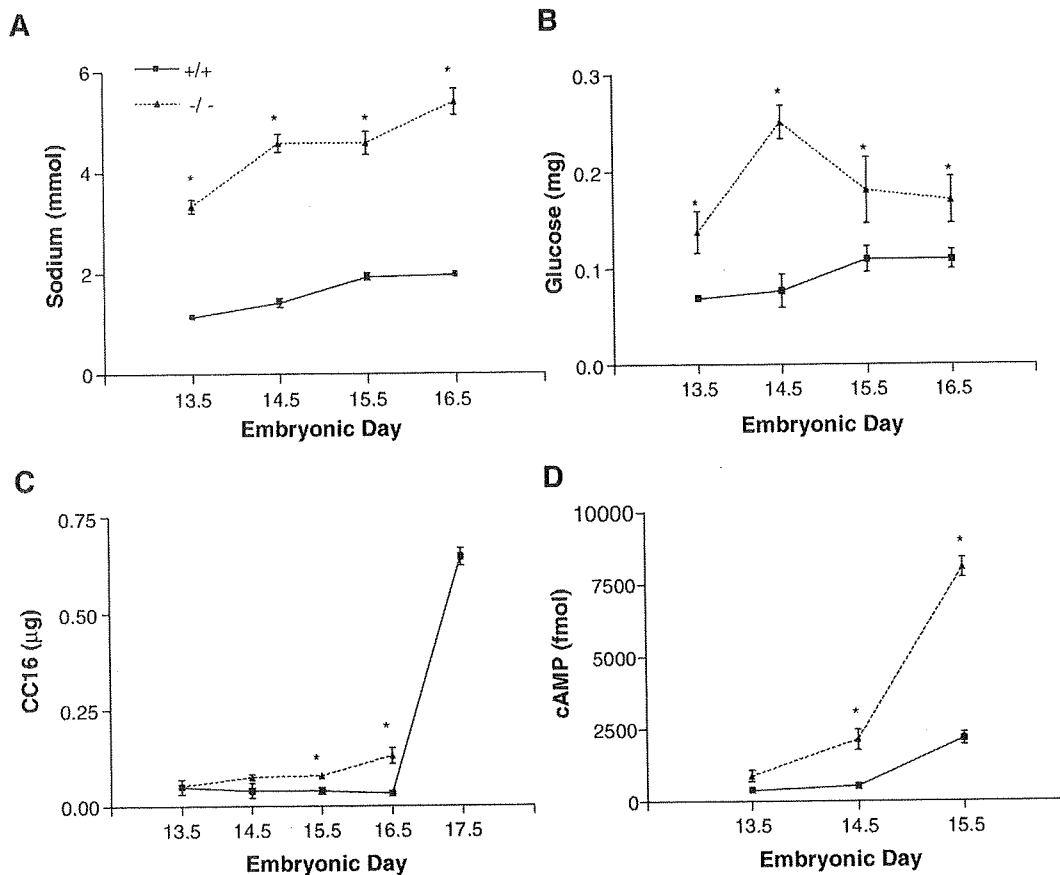 A
+/+
-/-
Sodium (mmol)
6
4
2
0
* * * *
13.5 14.5 15.5 16.5
Embryonic Day
B
Glucose (mg)
0.3
0.2
0.1
0.0
* * * *
13.5 14.5 15.5 16.5
Embryonic Day
C
CC16 (µg)
0.75
0.50
0.25
0.00
* *
13.5 14.5 15.5 16.5 17.5
Embryonic Day
D
cAMP (fmol)
10000
7500
5000
2500
0
* *
13.5 14.5 15.5
Embryonic Day